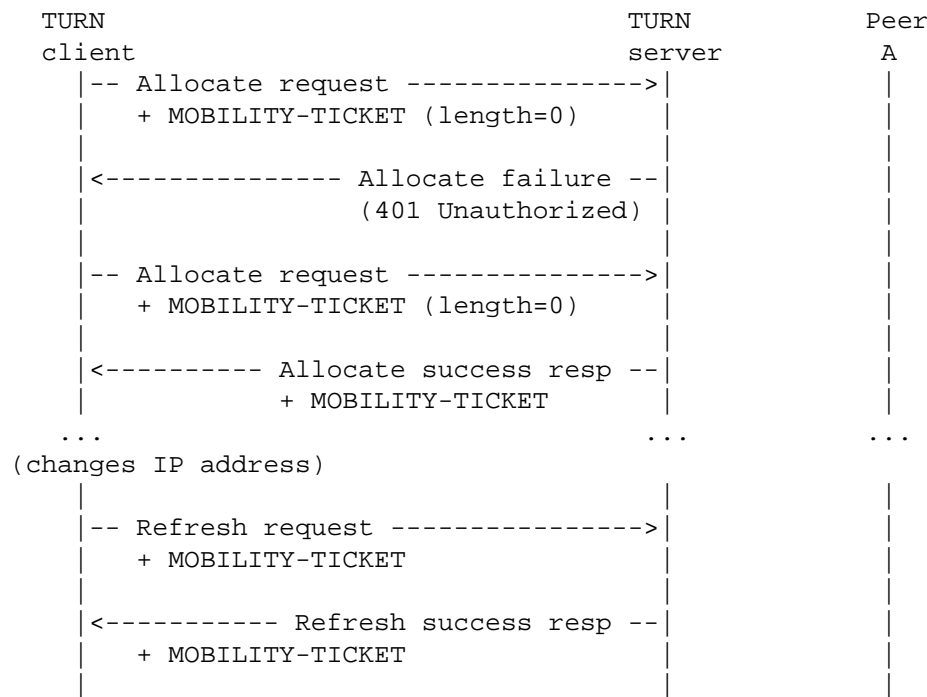 TURN                                 TURN           Peer
client                               server          A
  |-- Allocate request --------------->|             |
  |   + MOBILITY-TICKET (length=0)     |             |
  |                                    |             |
  |<--------------- Allocate failure --|             |
  |                 (401 Unauthorized) |             |
  |                                    |             |
  |-- Allocate request --------------->|             |
  |   + MOBILITY-TICKET (length=0)     |             |
  |                                    |             |
  |<---------- Allocate success resp --|             |
  |            + MOBILITY-TICKET       |             |
 ...                                  ...           ...
(changes IP address)
  |                                    |             |
  |-- Refresh request ---------------->|             |
  |   + MOBILITY-TICKET                |             |
  |                                    |             |
  |<----------- Refresh success resp --|             |
  |   + MOBILITY-TICKET                |             |
  |                                    |             |